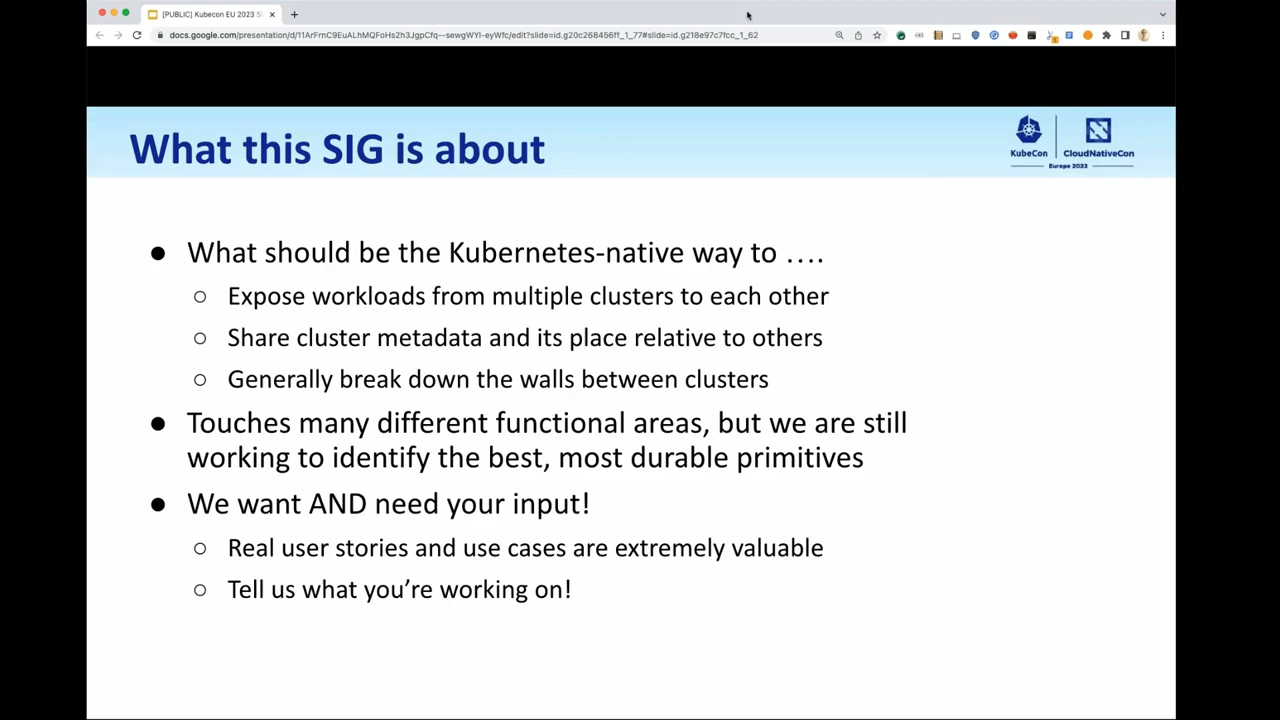 [PUBLIC] Kubecon EU 2023 S
docs.google.com/presentation/d/11ArFrnC9EuALhMQFoHs2h3JgpCfq--sewgWYl-eyWfc/edit?slide=id.g20c268456ff_1_77#slide=id.g218e97c7fcc_1_62
What this SIG is about
KubeCon
CloudNativeCon
Europe 2023
● What should be the Kubernetes-native way to ….
○ Expose workloads from multiple clusters to each other
○ Share cluster metadata and its place relative to others
○ Generally break down the walls between clusters
● Touches many different functional areas, but we are still
working to identify the best, most durable primitives
● We want AND need your input!
○ Real user stories and use cases are extremely valuable
○ Tell us what you’re working on!